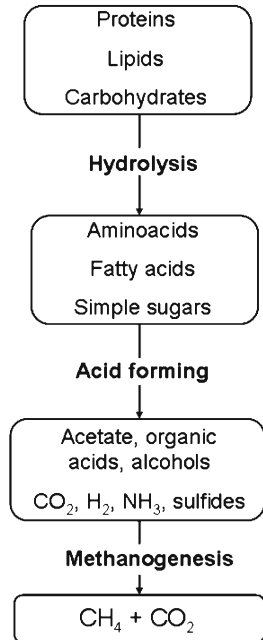 Proteins
Lipids
Carbohydrates
Hydrolysis
Aminoacids
Fatty acids
Simple sugars
Acid forming
Acetate, organic
acids, alcohols
CO₂, H₂, NH₃, sulfides
Methanogenesis
CH₄ + CO₂